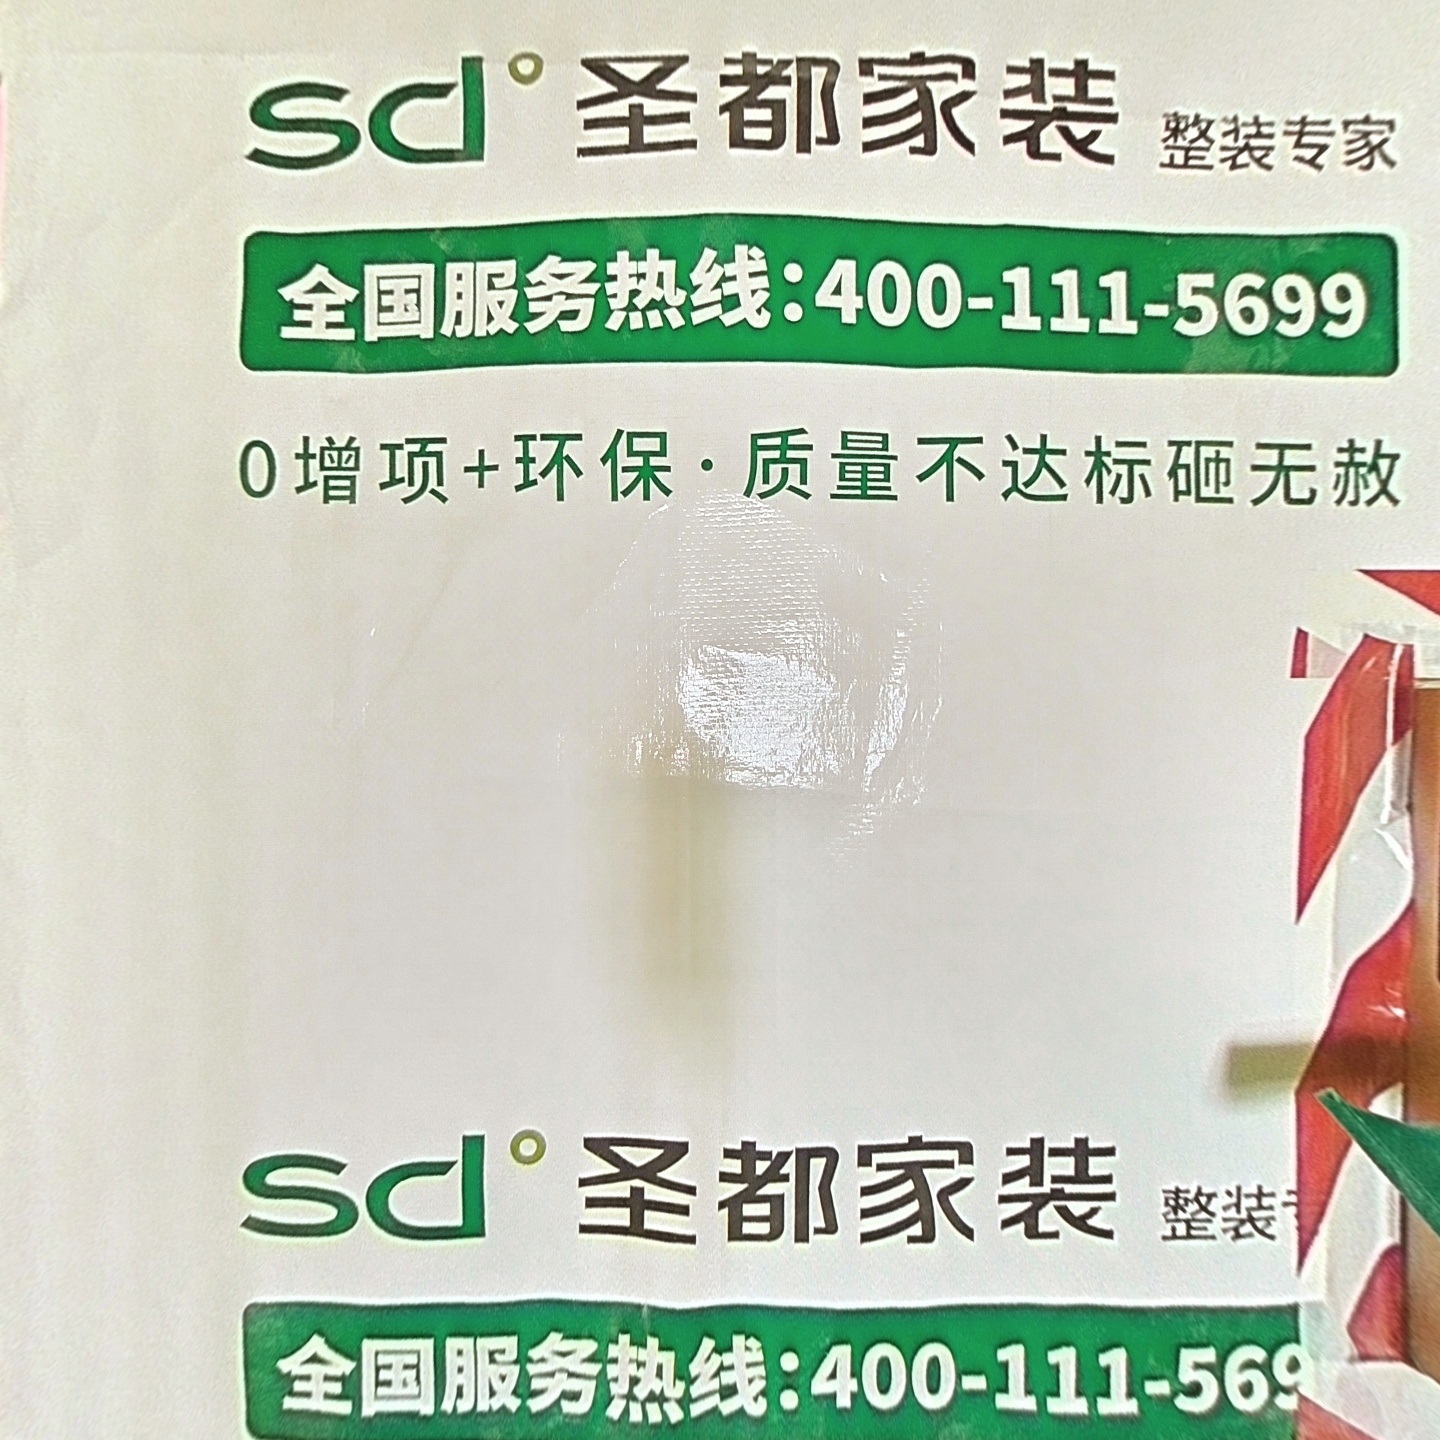 sd° 圣都家装 整装专家
全国服务热线:400-111-5699
0增项+环保·质量不达标砸无赦
sd° 圣都家装 整装
全国服务热线:400-111-569